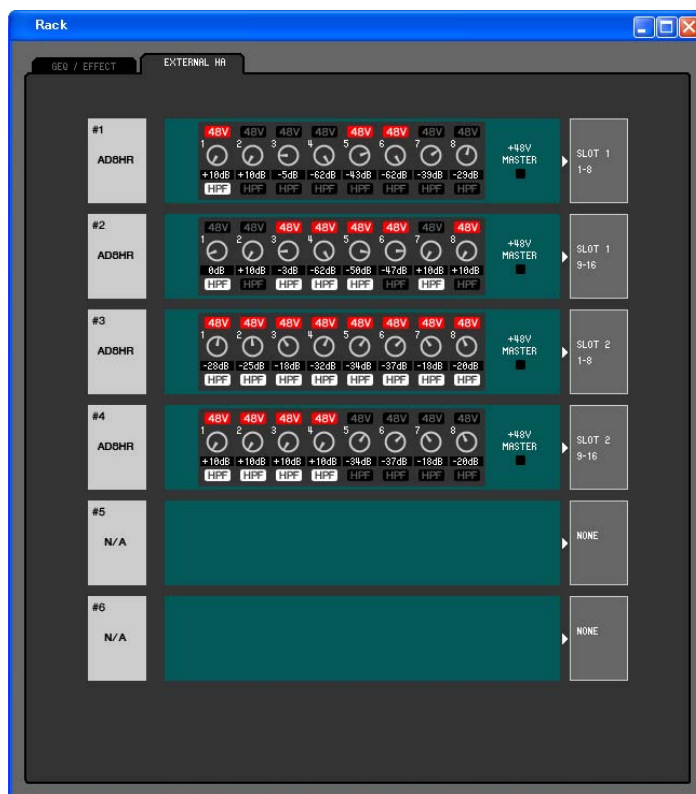 Rack
GEQ / EFFECT EXTERNAL HA
#1
AD8HR
48V 48V 48V 48V 48V 48V 48V 48V
1 2 3 4 5 6 7 8
+10dB +10dB -5dB -62dB -43dB -62dB -39dB -29dB
HPF HPF HPF HPF HPF HPF HPF HPF
+48V
MASTER
SLOT 1
1-8
#2
AD8HR
48V 48V 48V 48V 48V 48V 48V 48V
1 2 3 4 5 6 7 8
0dB +10dB -3dB -62dB -50dB -47dB +10dB +10dB
HPF HPF HPF HPF HPF HPF HPF HPF
+48V
MASTER
SLOT 1
9-16
#3
AD8HR
48V 48V 48V 48V 48V 48V 48V 48V
1 2 3 4 5 6 7 8
-28dB -25dB -18dB -32dB -34dB -37dB -18dB -20dB
HPF HPF HPF HPF HPF HPF HPF HPF
+48V
MASTER
SLOT 2
1-8
#4
AD8HR
48V 48V 48V 48V 48V 48V 48V 48V
1 2 3 4 5 6 7 8
+10dB +10dB +10dB +10dB -34dB -37dB -18dB -20dB
HPF HPF HPF HPF HPF HPF HPF HPF
+48V
MASTER
SLOT 2
9-16
#5
N/A
NONE
#6
N/A
NONE